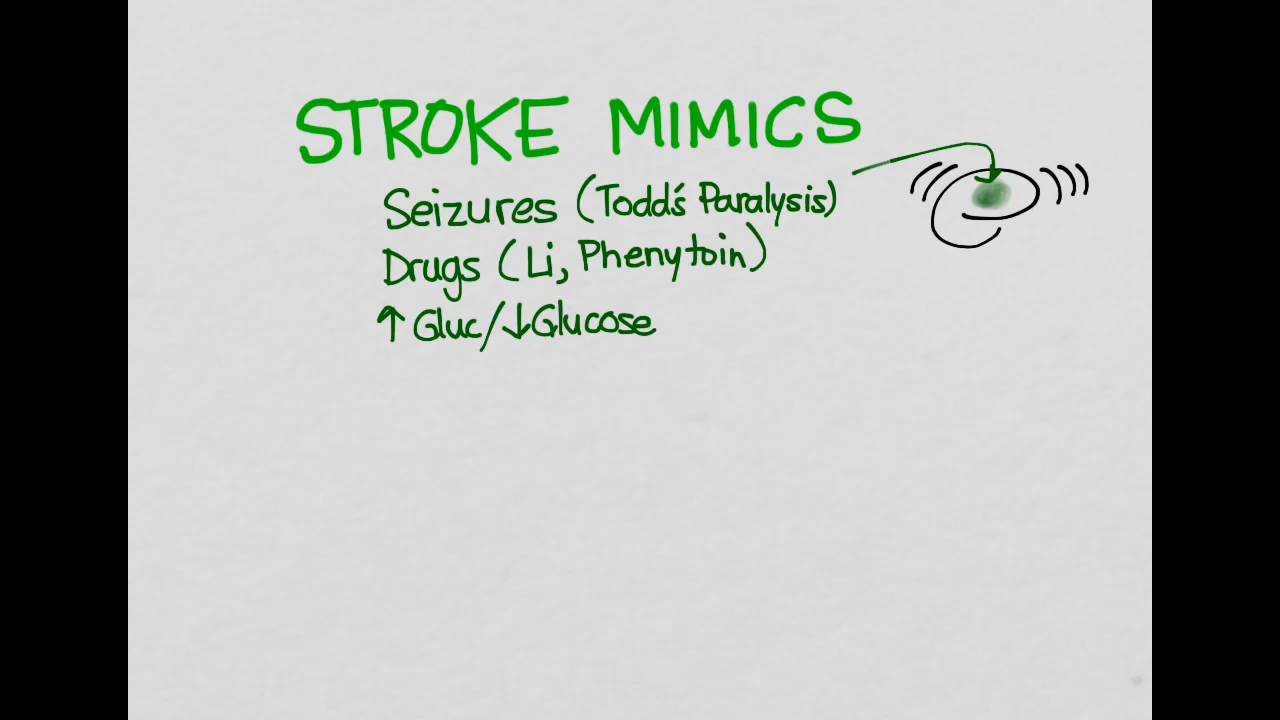 STROKE MIMICS
Seizures (Todd's Paralysis)
Drugs (Li, Phenytoin)
↑ Gluc/↓Glucose